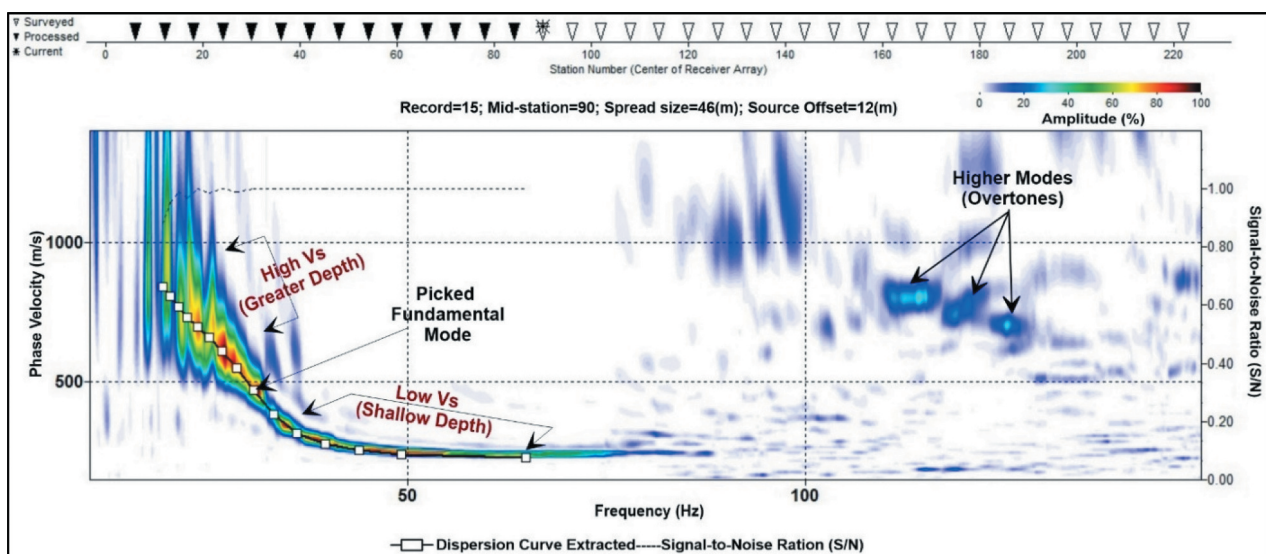 Surveyed
Processed
Current
0 20 40 60 80 100 120 140 160 180 200 220
Station Number (Center of Receiver Array)
Record=15; Mid-station=90; Spread size=46(m); Source Offset=12(m)
0 20 40 60 80 100
Amplitude (%)
Higher Modes
(Overtones)
High Vs
(Greater Depth)
Picked
Fundamental
Mode
Low Vs
(Shallow Depth)
Phase Velocity (m/s)
1000
500
1.00
0.80
0.60
0.40
0.20
0.00
Signal-to-Noise Ratio (S/N)
50 100
Frequency (Hz)
Dispersion Curve Extracted-----Signal-to-Noise Ration (S/N)